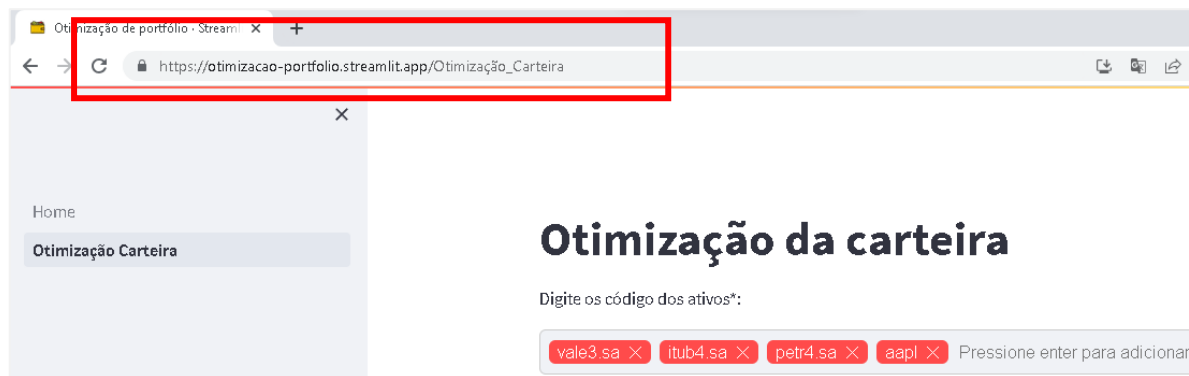 Otimização de portfólio · Streaml
https://otimizacao-portfolio.streamlit.app/Otimização_Carteira
Home
Otimização Carteira
Otimização da carteira
Digite os código dos ativos*:
vale3.sa itub4.sa petr4.sa aapl Pressione enter para adicionar